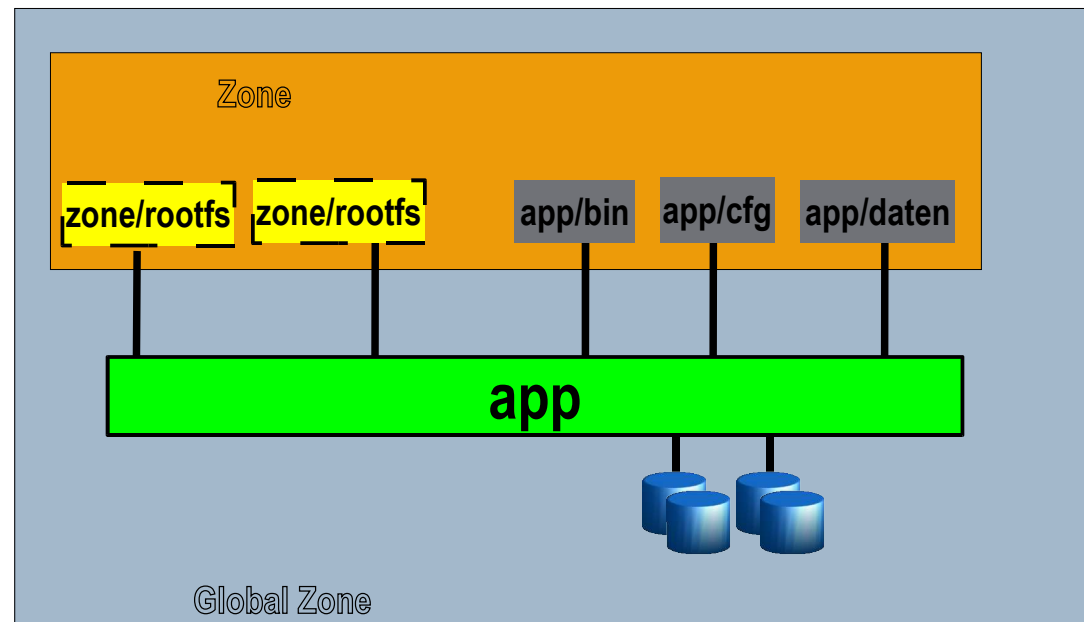 Zone
zone/rootfs
zone/rootfs
app/bin
app/cfg
app/daten
app
Global Zone